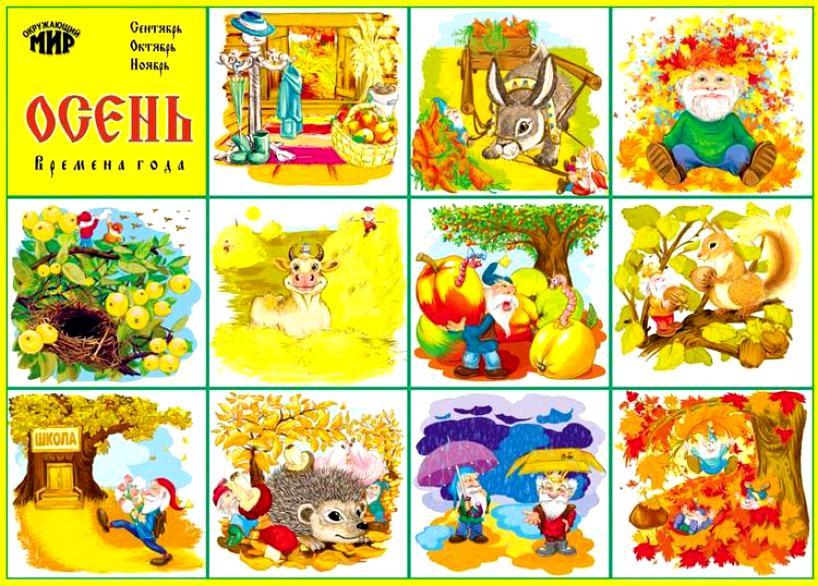 ОКРУЖАЮЩИЙ
МИР
Сентябрь
Октябрь
Ноябрь
ОСЕНЬ
Времена года
ШКОЛА